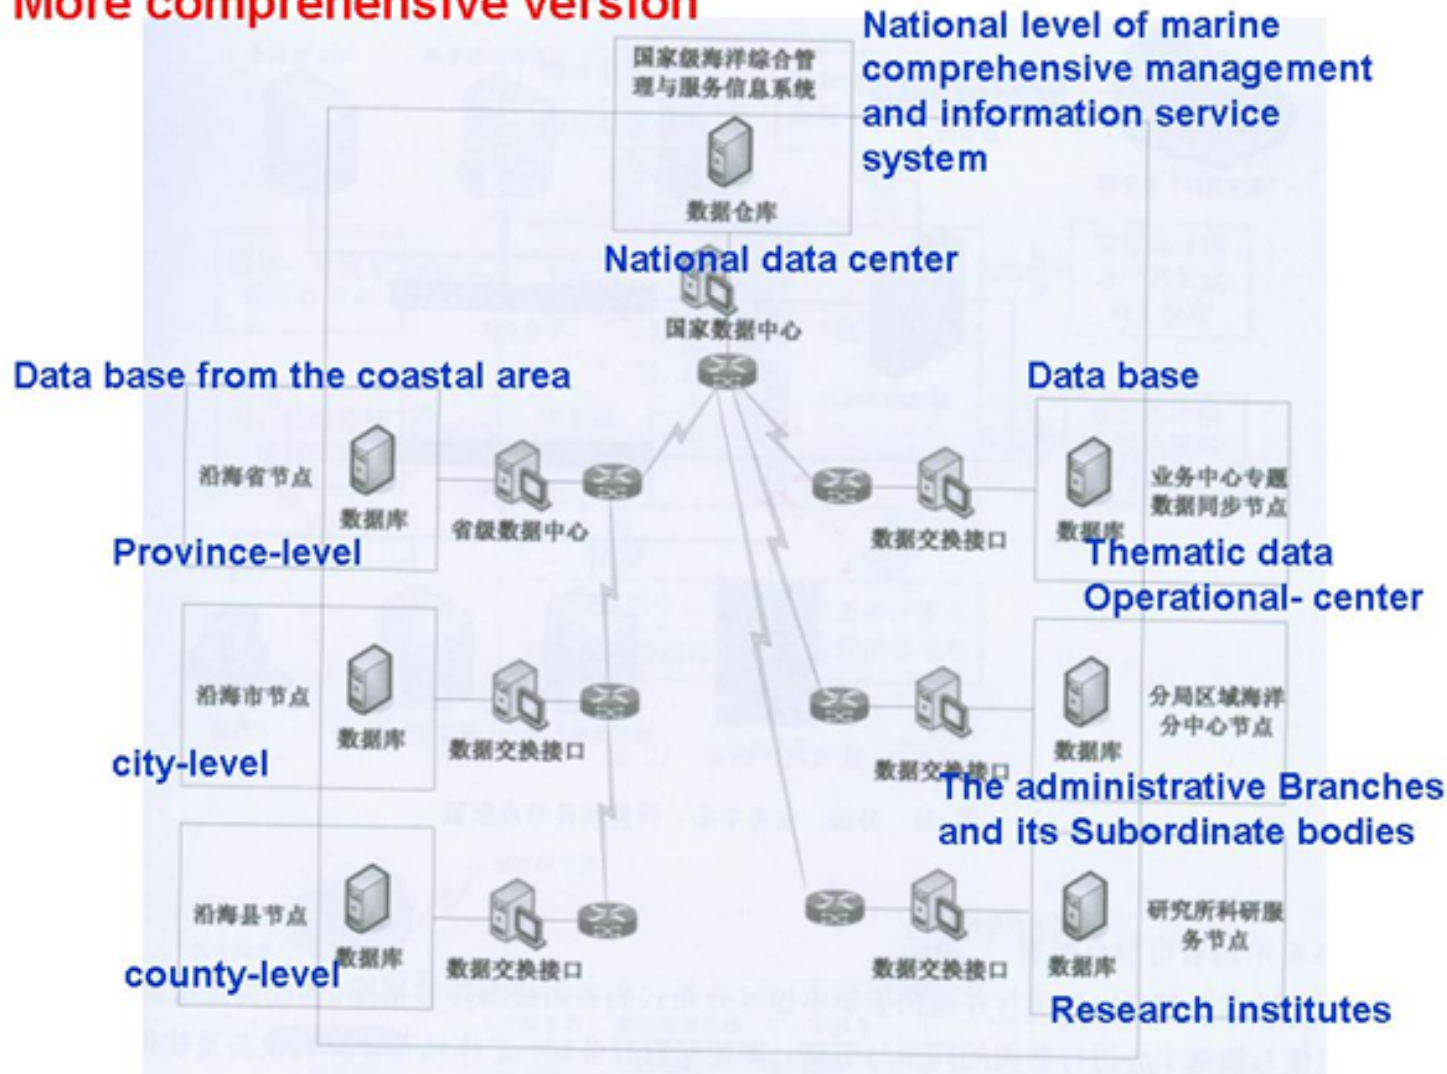 More comprehensive version
国家级海洋综合管
理与服务信息系统
National level of marine
comprehensive management
and information service
system
数据仓库
National data center
国家数据中心
Data base from the coastal area
Data base
沿海省节点
数据库
省级数据中心
数据交换接口
数据库
业务中心专题
数据同步节点
Province-level
Thematic data
Operational- center
沿海市节点
数据库
数据交换接口
数据交换接口
数据库
分局区域海洋
分中心节点
city-level
The administrative Branches
and its Subordinate bodies
沿海县节点
数据库
数据交换接口
数据交换接口
数据库
研究所科研服
务节点
county-level
Research institutes